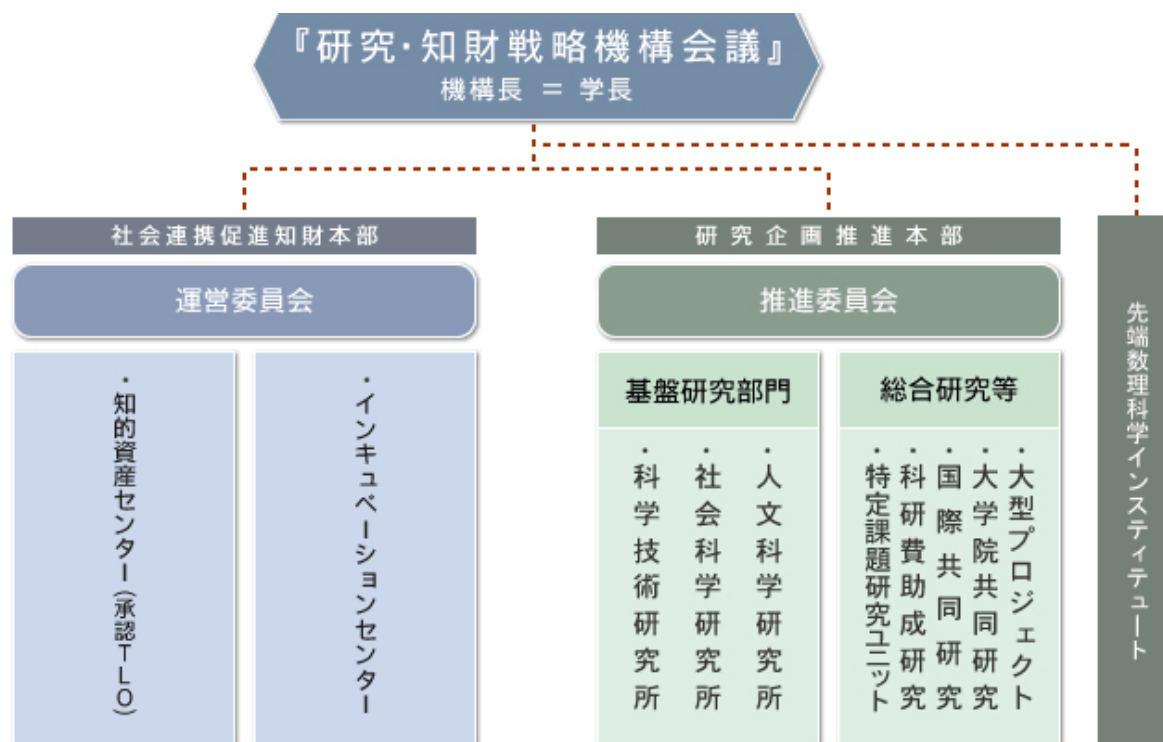 『研究・知財戦略機構会議』
機構長 = 学長
社会連携促進知財本部
運営委員会
・知的資産センター(承認TLO)
・インキュベーションセンター
研究企画推進本部
推進委員会
基盤研究部門
・人文科学研究所
・社会科学研究所
・科学技術研究所
総合研究等
・大型プロジェクト
・大学院共同研究
・国際共同研究
・科研費助成研究
・特定課題研究ユニット
先端数理科学インスティテュート